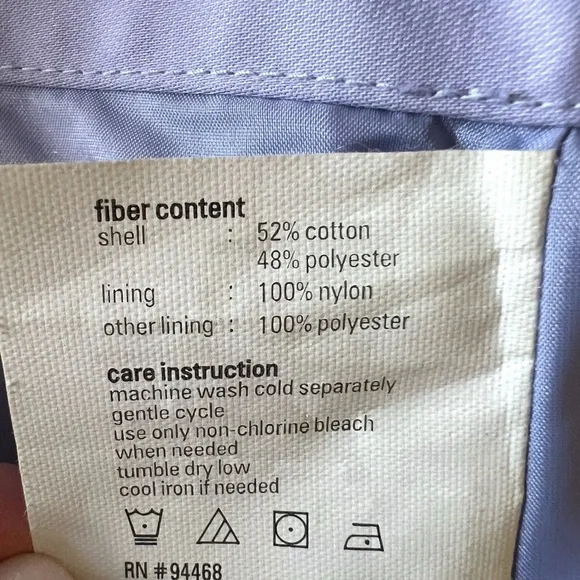 fiber content
shell : 52% cotton
48% polyester
lining : 100% nylon
other lining : 100% polyester
care instruction
machine wash cold separately
gentle cycle
use only non-chlorine bleach
when needed
tumble dry low
cool iron if needed
RN # 94468